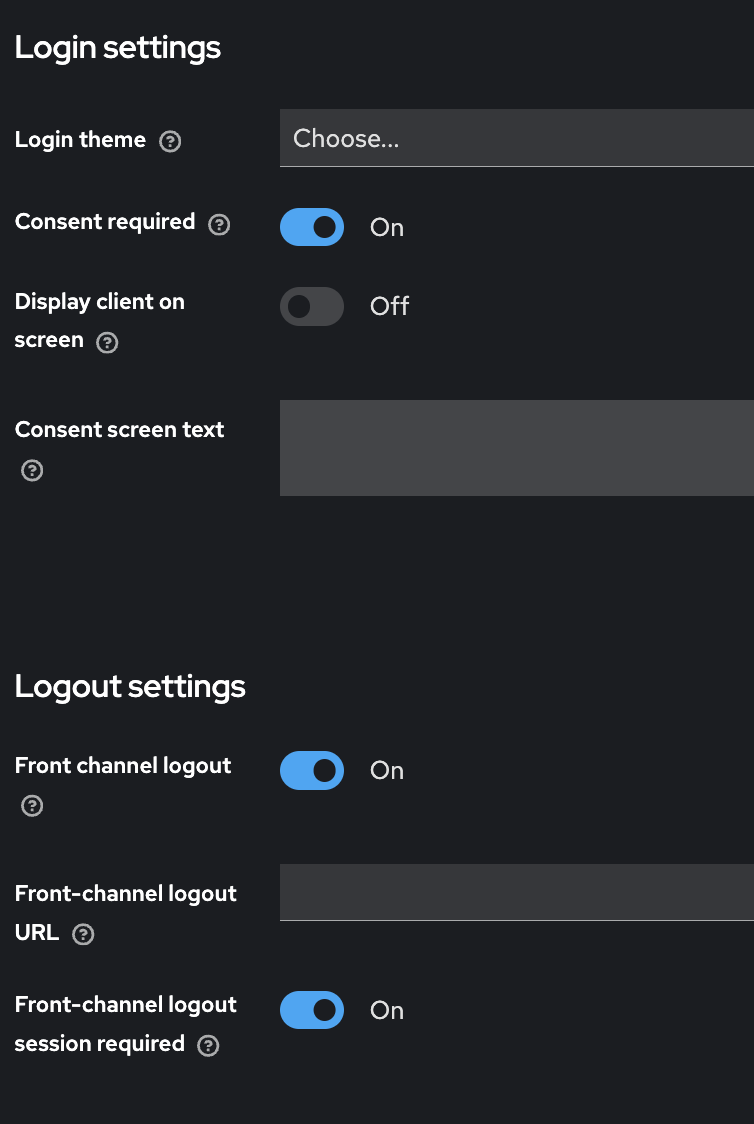 Login settings
Login theme
Choose...
Consent required
On
Display client on
screen
Off
Consent screen text
Logout settings
Front channel logout
On
Front-channel logout
URL
Front-channel logout
session required
On